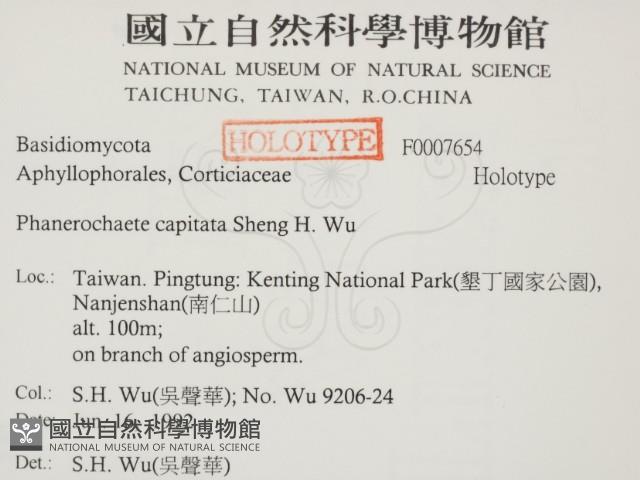 國立自然科學博物館
NATIONAL MUSEUM OF NATURAL SCIENCE
TAICHUNG, TAIWAN, R.O.CHINA
Basidiomycota HOLOTYPE F0007654
Aphyllophorales, Corticiaceae Holotype
Phanerochaete capitata Sheng H. Wu
Loc.: Taiwan. Pingtung: Kenting National Park(墾丁國家公園),
Nanjenshan(南仁山)
alt. 100m;
on branch of angiosperm.
Col.: S.H. Wu(吳聲華); No. Wu 9206-24
Date: Jun. 16, 1992
國立自然科學博物館
NATIONAL MUSEUM OF NATURAL SCIENCE
Det.: S.H. Wu(吳聲華)